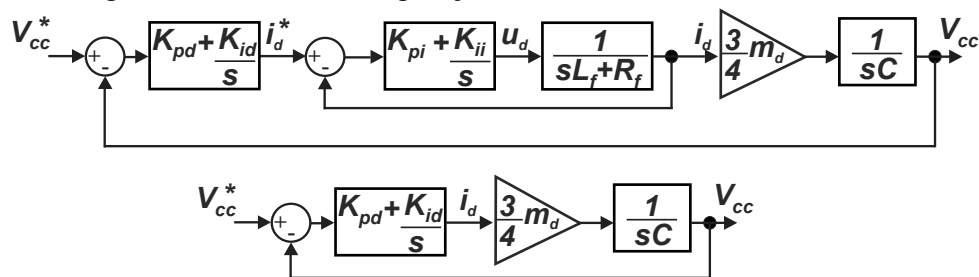 V_cc* + - K_pd + K_id/s i_d* + - K_pi + K_ii/s u_d 1/(sL_f+R_f) i_d 3/4 m_d 1/sC V_cc
V_cc* + - K_pd + K_id/s i_d 3/4 m_d 1/sC V_cc